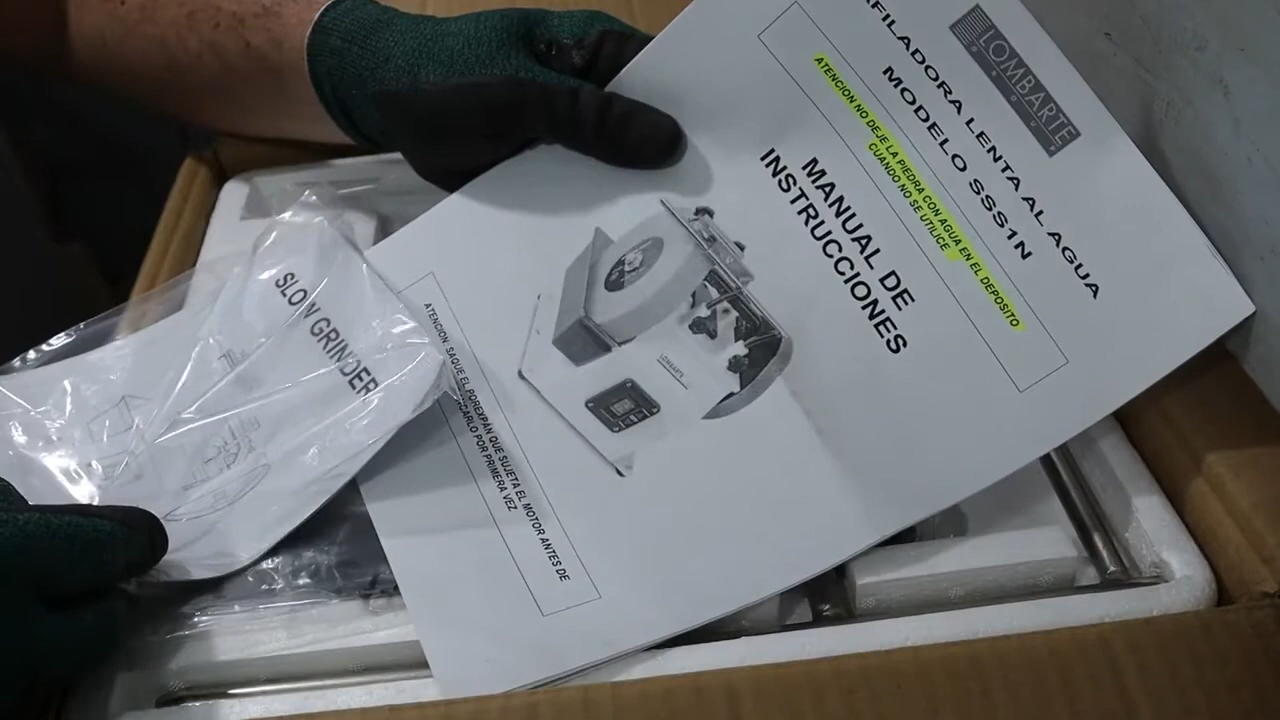 LOMBARTE
AFILADORA LENTA AL AGUA
MODELO SSS1N
ATENCION NO DEJE LA PIEDRA CON AGUA EN EL DEPOSITO
CUANDO NO SE UTILICE
MANUAL DE
INSTRUCCIONES
LOMBARTE
ATENCION. SAQUE EL POREXPÁN QUE SUJETA EL MOTOR ANTES DE
POR PRIMERA VEZ
SLOW GRINDER